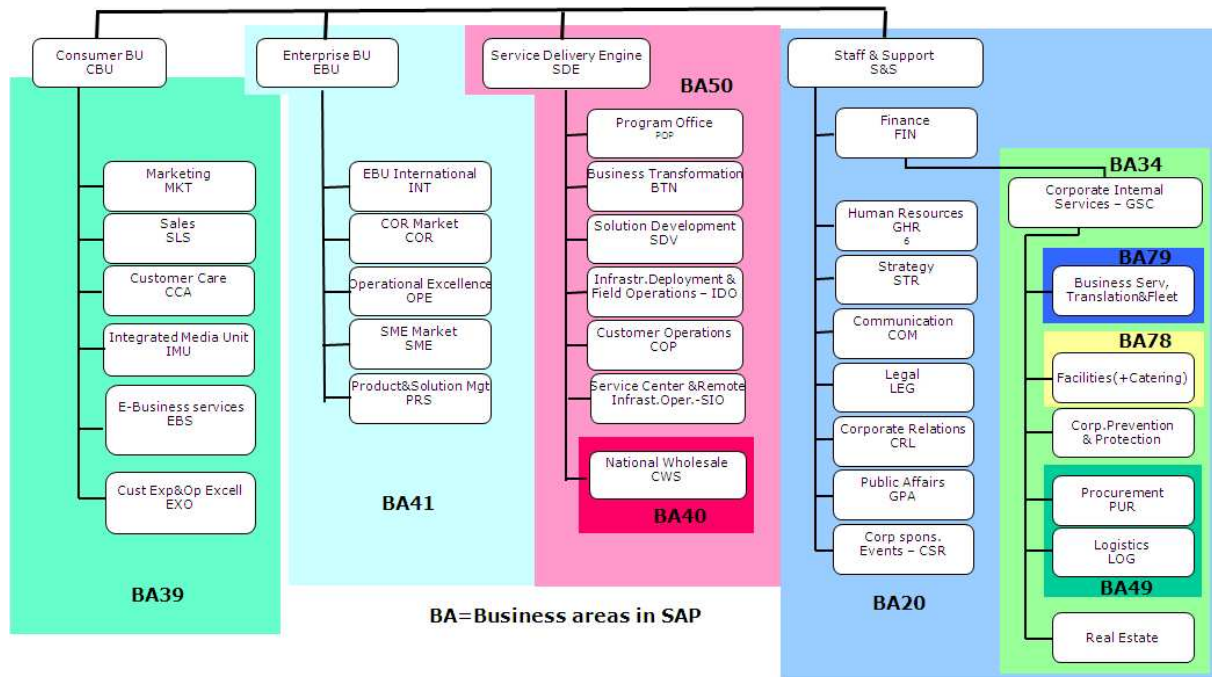 Consumer BU
CBU
Enterprise BU
EBU
Service Delivery Engine
SDE
Staff & Support
S&S
BA50
Marketing
MKT
Sales
SLS
Customer Care
CCA
Integrated Media Unit
IMU
E-Business services
EBS
Cust Exp&Op Excell
EXO
BA39
EBU International
INT
COR Market
COR
Operational Excellence
OPE
SME Market
SME
Product&Solution Mgt
PRS
BA41
Program Office
POP
Business Transformation
BTN
Solution Development
SDV
Infrastr.Deployment &
Field Operations – IDO
Customer Operations
COP
Service Center &Remote
Infrast.Oper.-SIO
National Wholesale
CWS
BA40
Finance
FIN
Human Resources
GHR
6
Strategy
STR
Communication
COM
Legal
LEG
Corporate Relations
CRL
Public Affairs
GPA
Corp spons.
Events – CSR
BA20
BA34
Corporate Internal
Services – GSC
BA79
Business Serv,
Translation&Fleet
BA78
Facilities(+Catering)
Corp.Prevention
& Protection
Procurement
PUR
Logistics
LOG
BA49
Real Estate
BA=Business areas in SAP